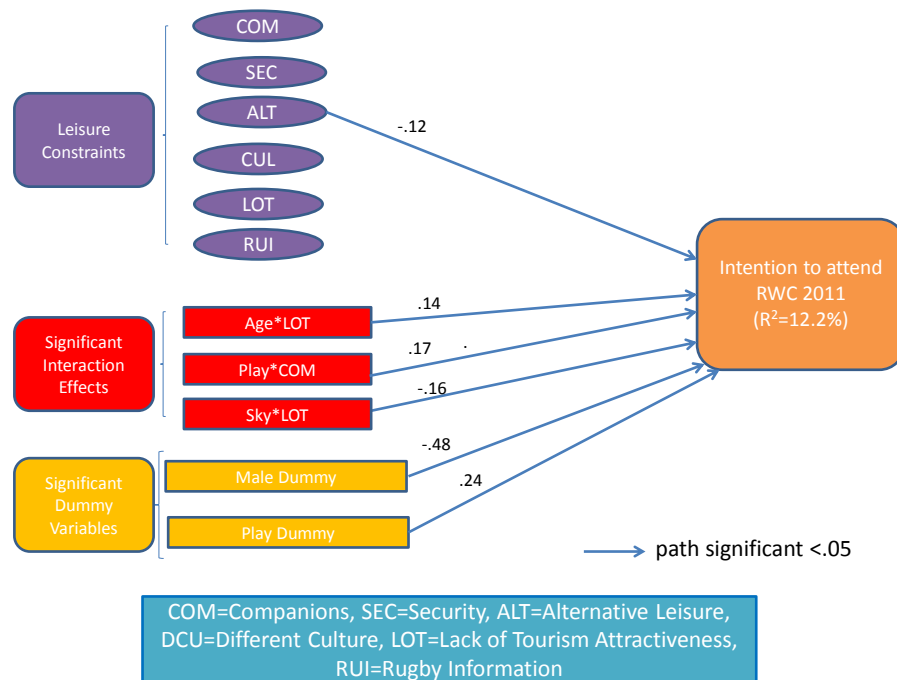 COM
SEC
ALT
CUL
LOT
RUI
Leisure
Constraints
-.12
Intention to attend
RWC 2011
(R²=12.2%)
Significant
Interaction
Effects
Age*LOT
.14
Play*COM
.17
.
Sky*LOT
-.16
Significant
Dummy
Variables
Male Dummy
-.48
Play Dummy
.24
path significant <.05
COM=Companions, SEC=Security, ALT=Alternative Leisure,
DCU=Different Culture, LOT=Lack of Tourism Attractiveness,
RUI=Rugby Information